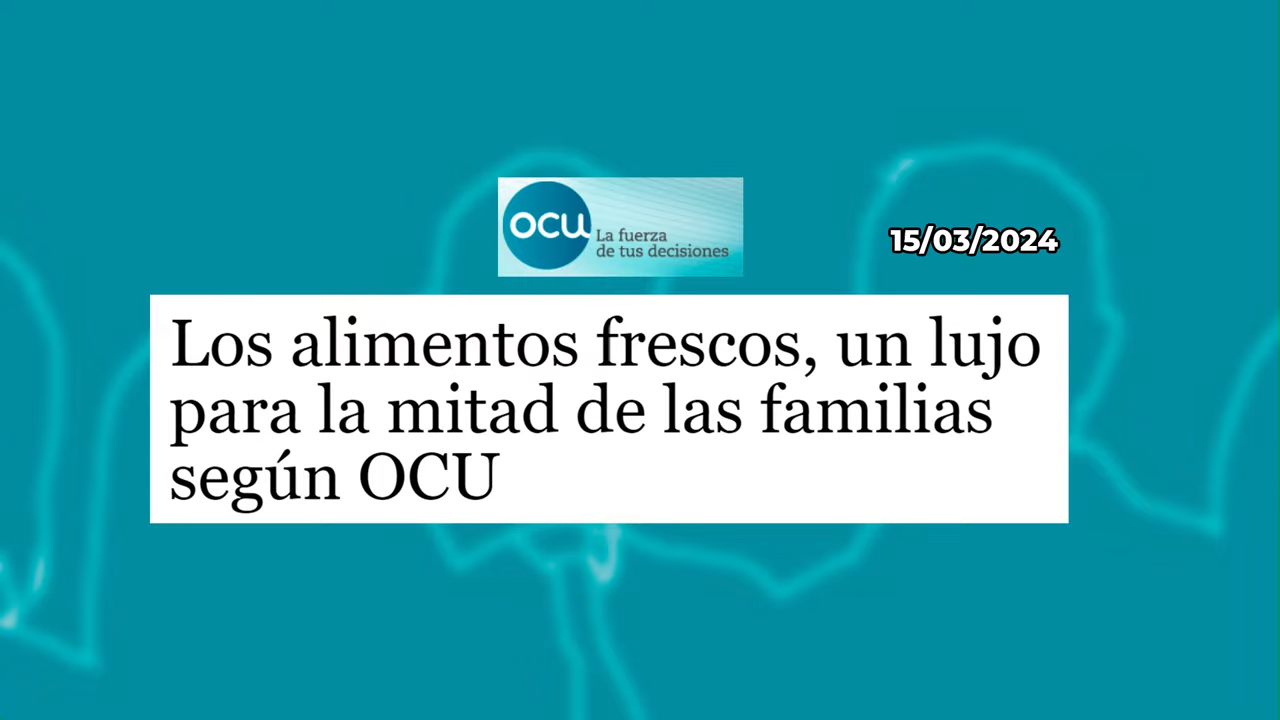 ocu
La fuerza
de tus decisiones
15/03/2024
Los alimentos frescos, un lujo
para la mitad de las familias
según OCU